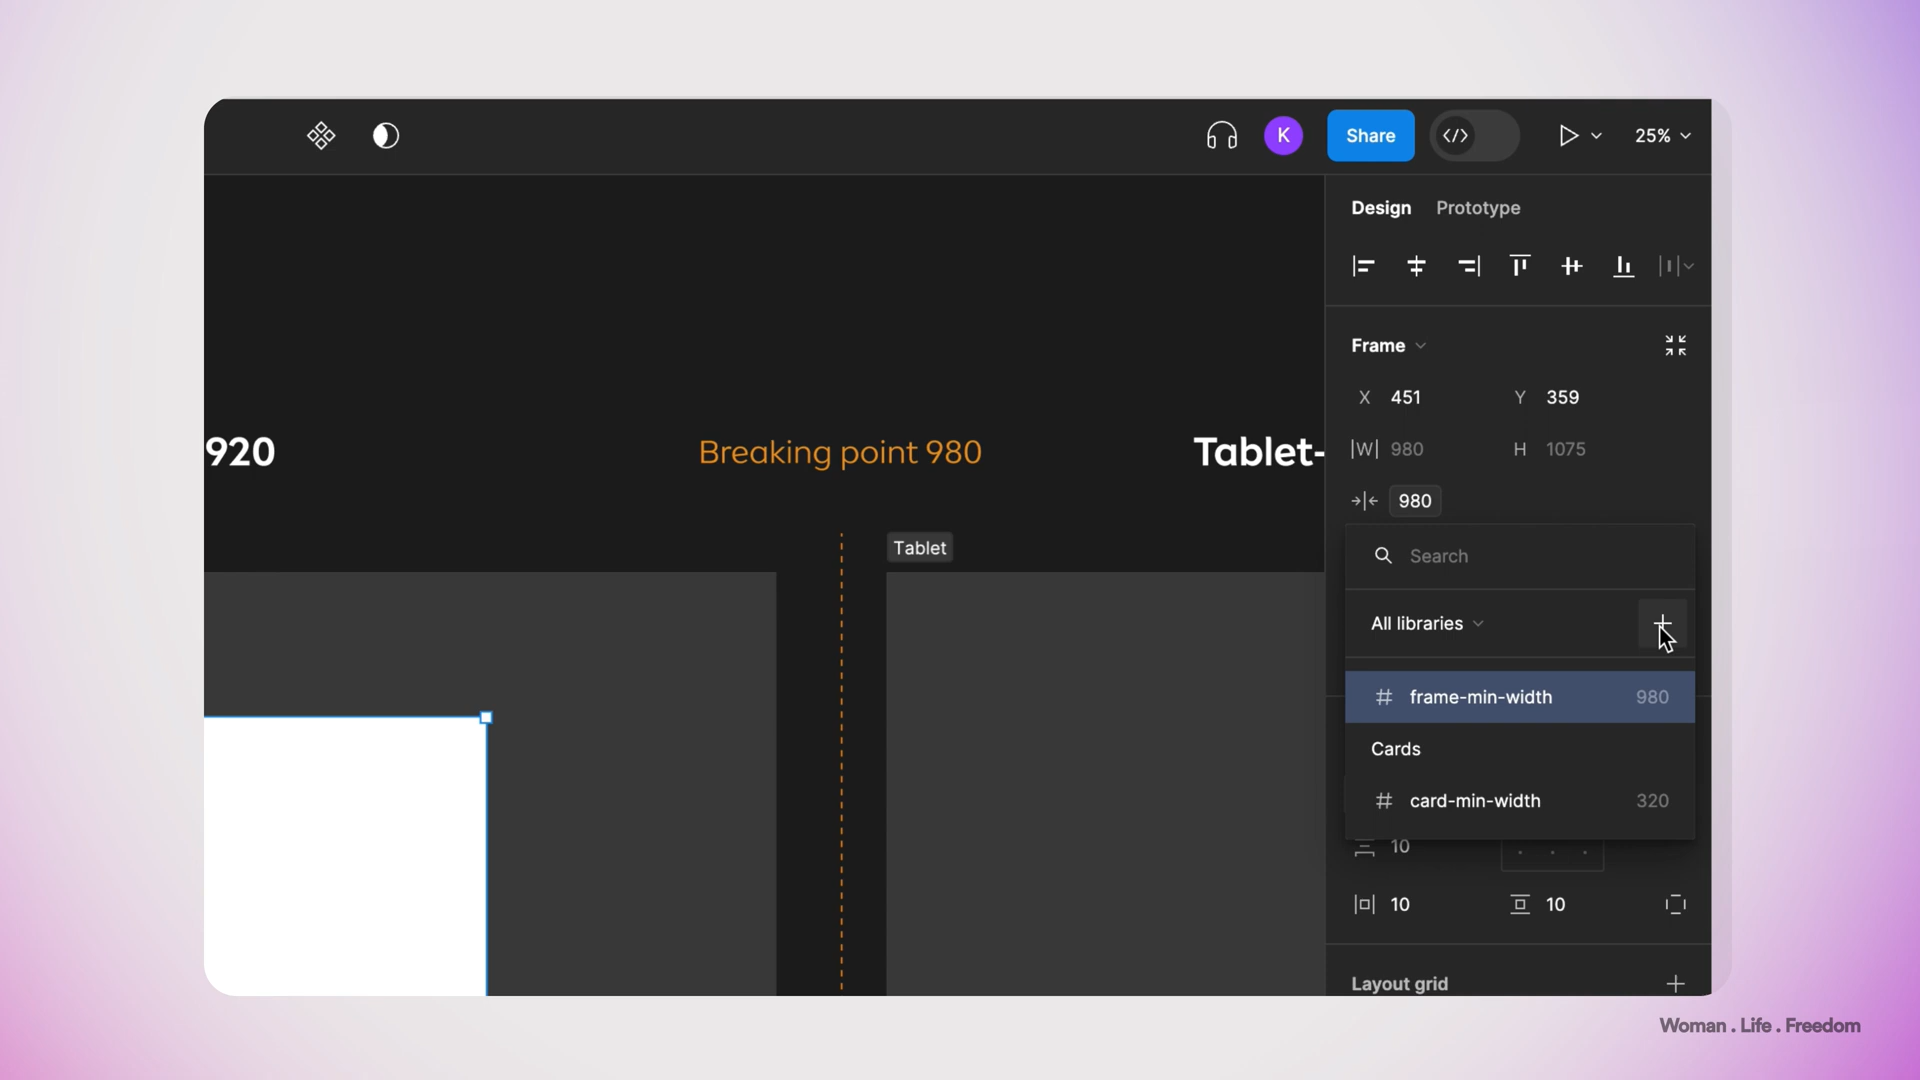 K
Share
25%
Design Prototype
Frame
X 451 Y 359
W 980 H 1075
980
920
Breaking point 980
Tablet-
Tablet
Search
All libraries
# frame-min-width 980
Cards
# card-min-width 320
10
10 10
Layout grid
Woman . Life . Freedom